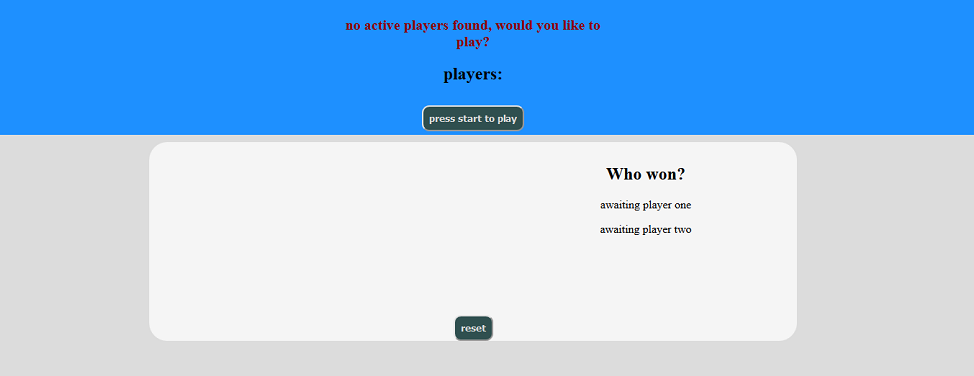 no active players found, would you like to
play?
players:
press start to play
Who won?
awaiting player one
awaiting player two
reset